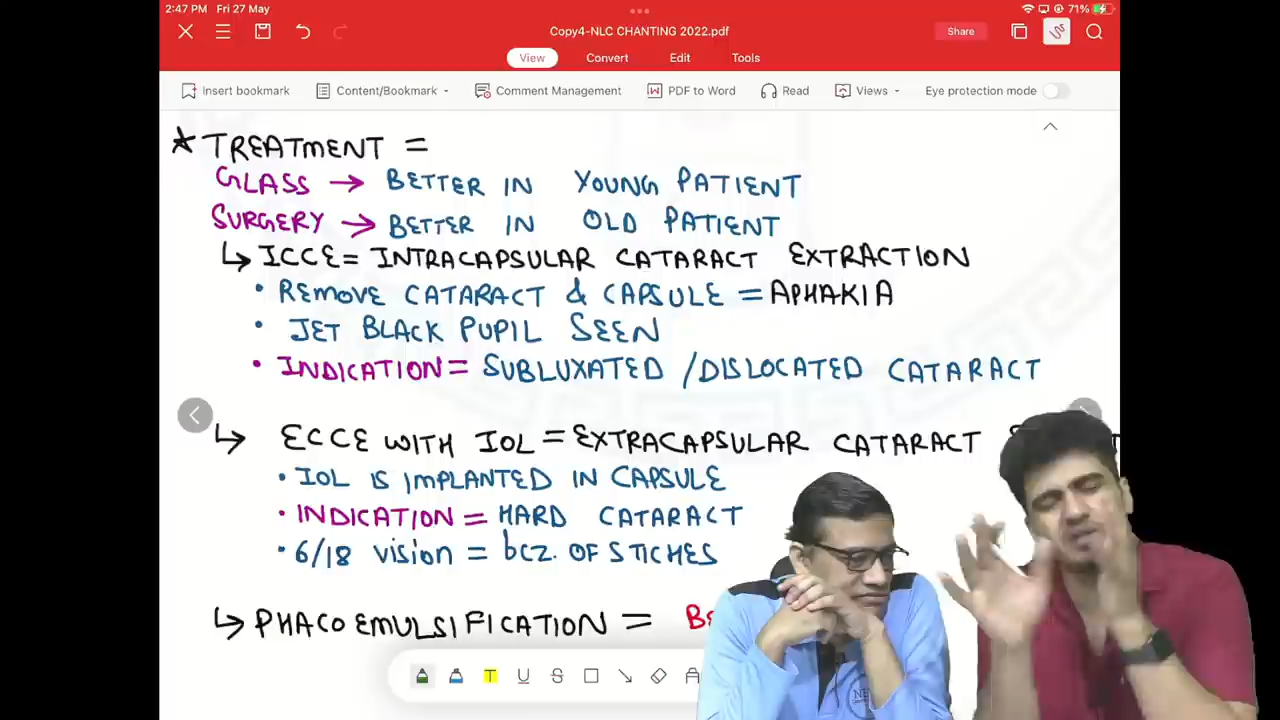 2:47 PM Fri 27 May
71%
Copy4-NLC CHANTING 2022.pdf
Share
View Convert Edit Tools
Insert bookmark Content/Bookmark Comment Management PDF to Word Read Views Eye protection mode
★ TREATMENT =
GLASS → BETTER IN YOUNG PATIENT
SURGERY → BETTER IN OLD PATIENT
↳ ICCE = INTRACAPSULAR CATARACT EXTRACTION
• REMOVE CATARACT & CAPSULE = APHAKIA
• JET BLACK PUPIL SEEN
• INDICATION = SUBLUXATED / DISLOCATED CATARACT
↳ ECCE WITH IOL = EXTRACAPSULAR CATARACT
• IOL IS IMPLANTED IN CAPSULE
• INDICATION = HARD CATARACT
• 6/18 vision = bcz. OF STICHES
↳ PHACOEMULSIFICATION =